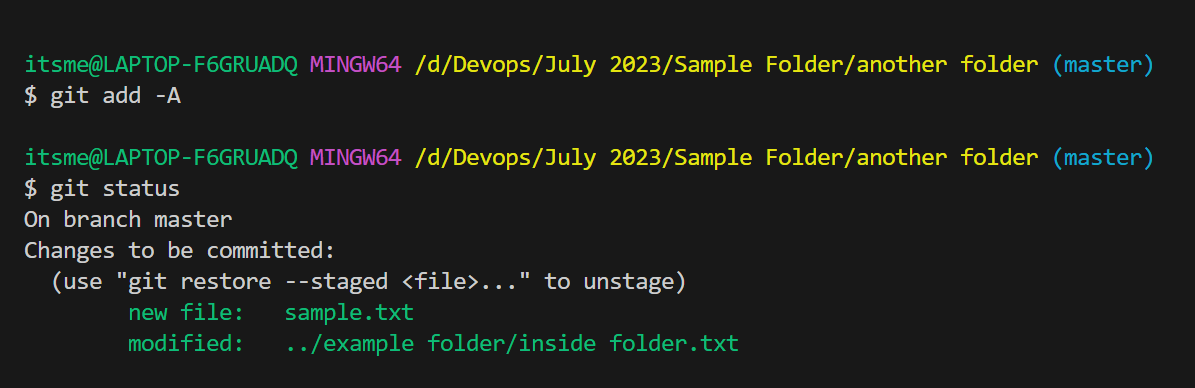 itsme@LAPTOP-F6GRUADQ MINGW64 /d/Devops/July 2023/Sample Folder/another folder (master)
$ git add -A
itsme@LAPTOP-F6GRUADQ MINGW64 /d/Devops/July 2023/Sample Folder/another folder (master)
$ git status
On branch master
Changes to be committed:
  (use "git restore --staged <file>..." to unstage)
        new file:   sample.txt
        modified:   ../example folder/inside folder.txt